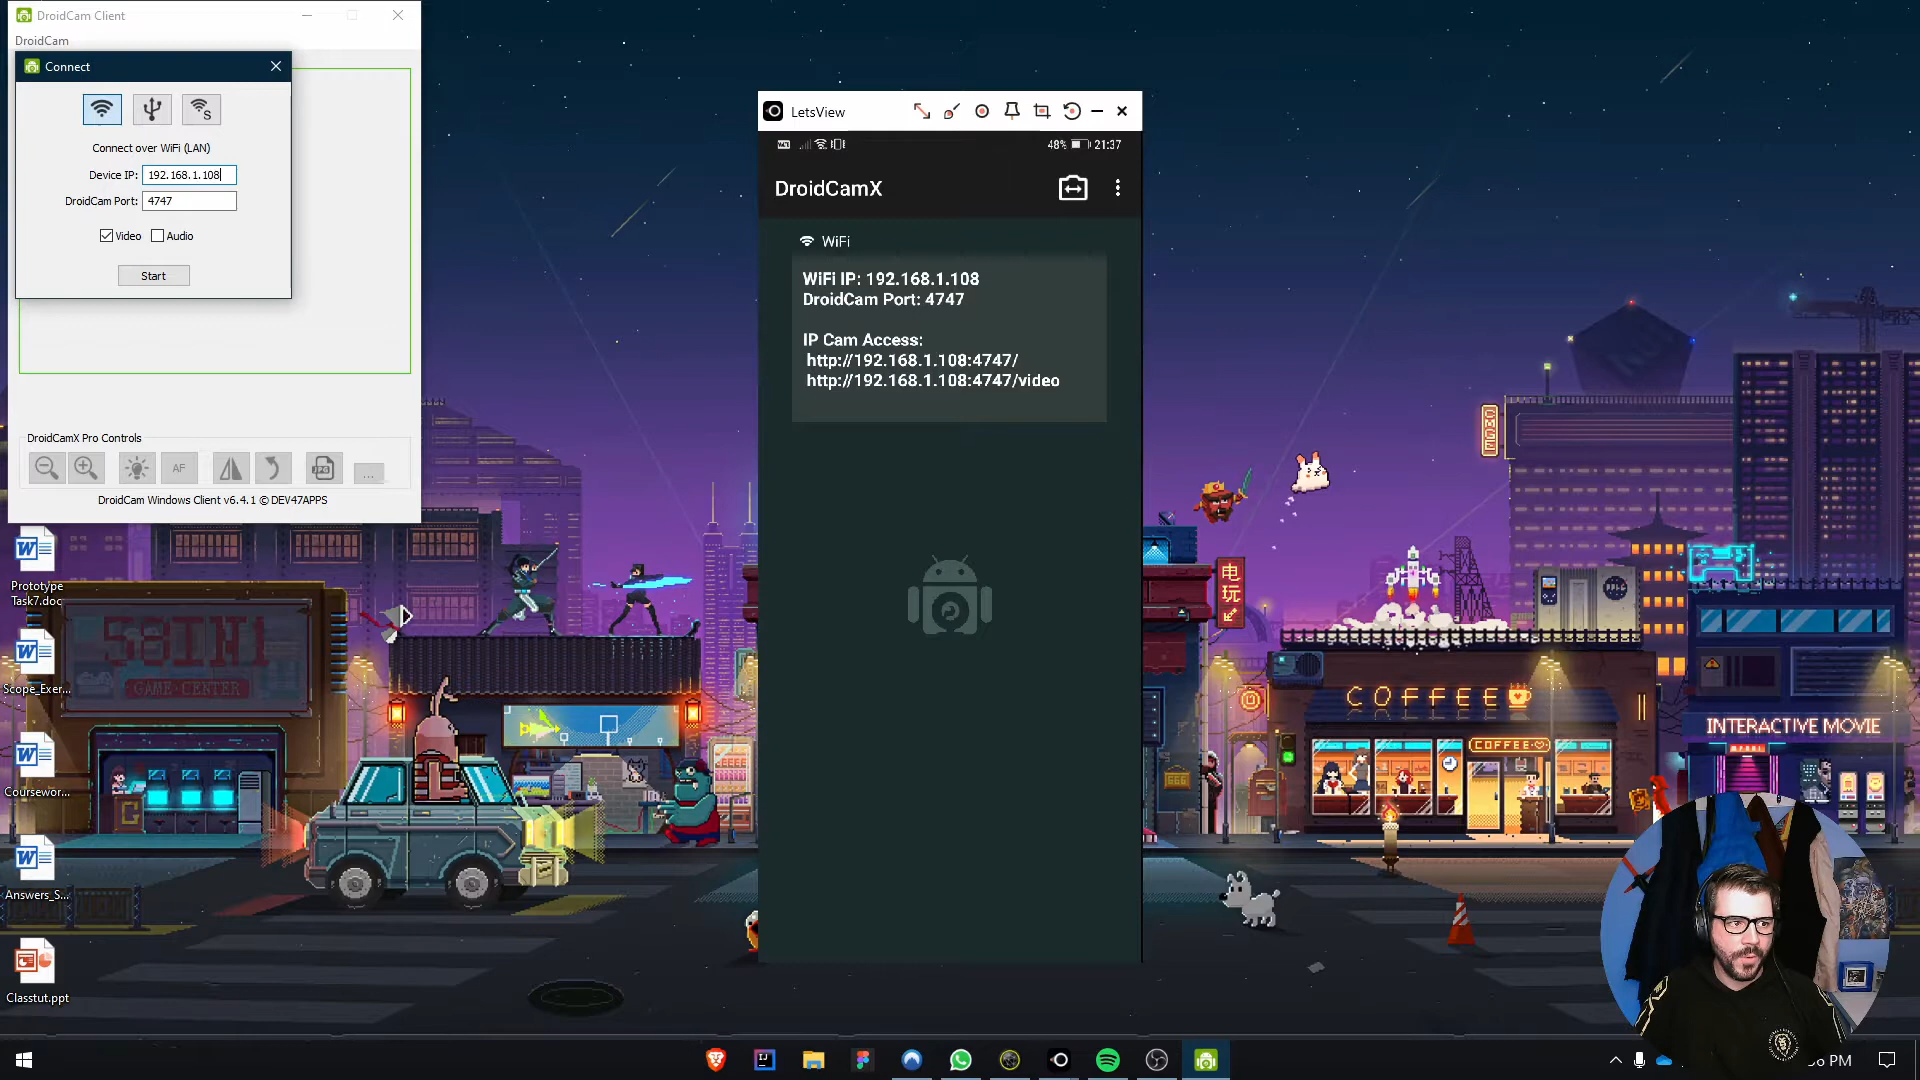 DroidCam Client
DroidCam
Connect
S
Connect over WiFi (LAN)
Device IP: 192.168.1.108
DroidCam Port: 4747
Video
Audio
Start
DroidCamX Pro Controls
AF
JPG
...
DroidCam Windows Client v6.4.1 © DEV47APPS
Prototype
Task7.doc
Scope_Exer...
Coursewor...
Answers_S...
Classtut.ppt
LetsView
48%
21:37
DroidCamX
WiFi
WiFi IP: 192.168.1.108
DroidCam Port: 4747
IP Cam Access:
http://192.168.1.108:4747/
http://192.168.1.108:4747/video
50IN1
GAME·CENTER
电
玩
CMGE
COFFEE
COFFEE
INTERACTIVE MOVIE
PM